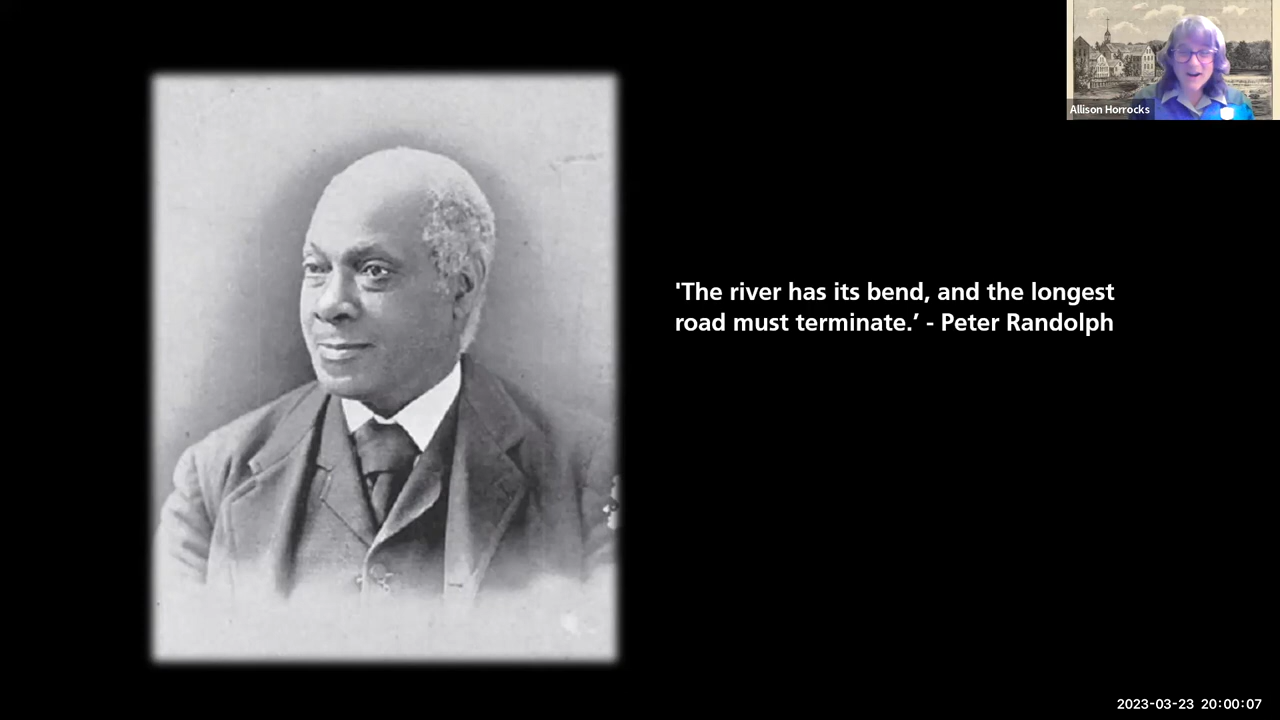 Allison Horrocks
'The river has its bend, and the longest
road must terminate.’ - Peter Randolph
2023-03-23 20:00:07